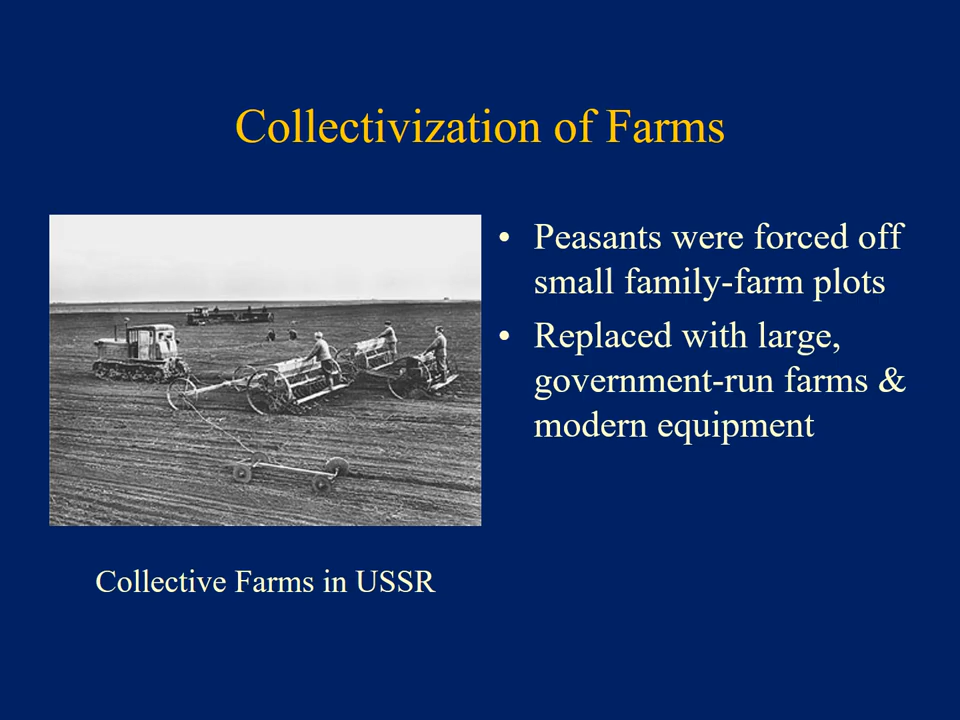 Collectivization of Farms
• Peasants were forced off
small family-farm plots
• Replaced with large,
government-run farms &
modern equipment
Collective Farms in USSR